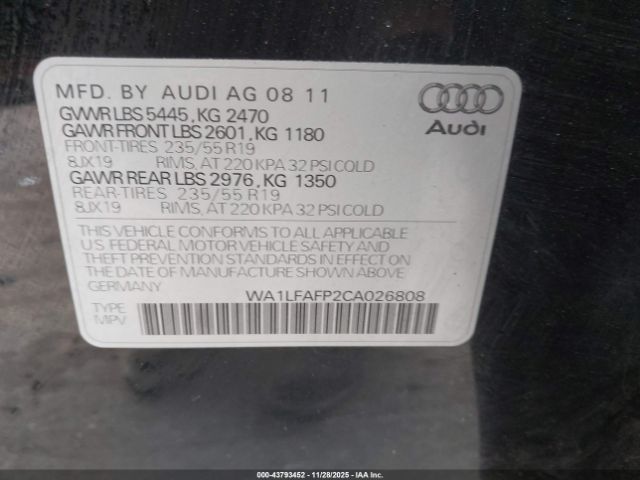 MFD. BY AUDI AG 08 11
GVWR LBS 5445, KG 2470
GAWR FRONT LBS 2601, KG 1180
FRONT-TIRES 235/55 R19
8JX19 RIMS, AT 220 KPA 32 PSI COLD
GAWR REAR LBS 2976, KG 1350
REAR-TIRES 235/55 R19
8JX19 RIMS, AT 220 KPA 32 PSI COLD
Audi
THIS VEHICLE CONFORMS TO ALL APPLICABLE
U.S. FEDERAL MOTOR VEHICLE SAFETY AND
THEFT PREVENTION STANDARDS IN EFFECT
ON THE DATE OF MANUFACTURE SHOWN ABOVE.
GERMANY
WA1LFAFP2CA026808
TYPE:
MPV
000-43793452 - 11/28/2025 - IAAI, Inc.